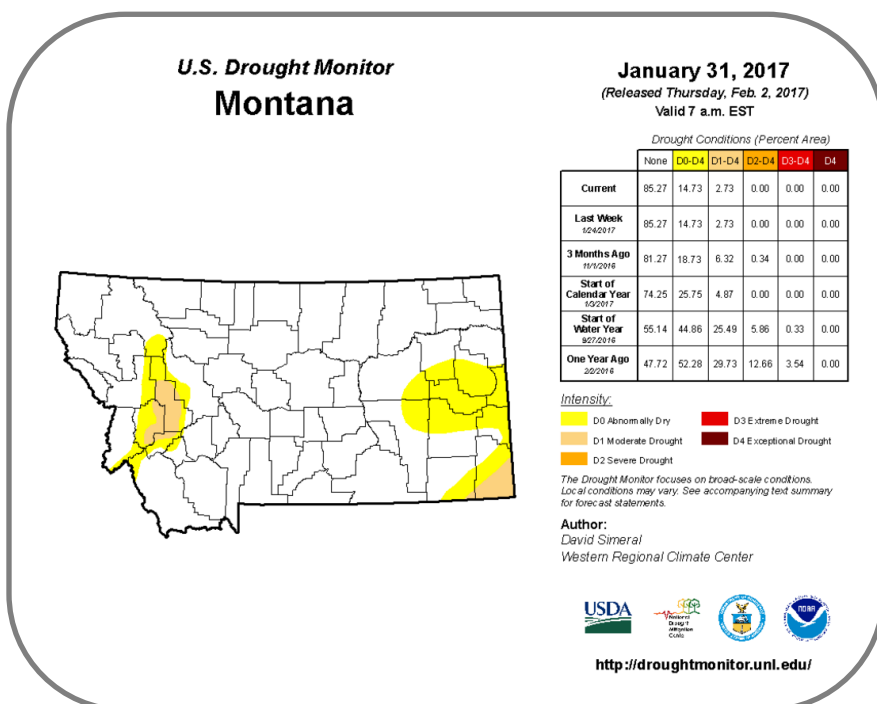 U.S. Drought Monitor
Montana
January 31, 2017
(Released Thursday, Feb. 2, 2017)
Valid 7 a.m. EST
Drought Conditions (Percent Area)
None D0-D4 D1-D4 D2-D4 D3-D4 D4
Current 85.27 14.73 2.73 0.00 0.00 0.00
Last Week 1/24/2017 85.27 14.73 2.73 0.00 0.00 0.00
3 Months Ago 11/1/2016 81.27 18.73 6.32 0.34 0.00 0.00
Start of Calendar Year 1/3/2017 74.25 25.75 4.87 0.00 0.00 0.00
Start of Water Year 9/27/2016 55.14 44.86 25.49 5.86 0.33 0.00
One Year Ago 2/2/2016 47.72 52.28 29.73 12.66 3.54 0.00
Intensity:
D0 Abnormally Dry D3 Extreme Drought
D1 Moderate Drought D4 Exceptional Drought
D2 Severe Drought
The Drought Monitor focuses on broad-scale conditions.
Local conditions may vary. See accompanying text summary
for forecast statements.
Author:
David Simeral
Western Regional Climate Center
USDA
National
Drought
Mitigation
Center
NOAA
http://droughtmonitor.unl.edu/